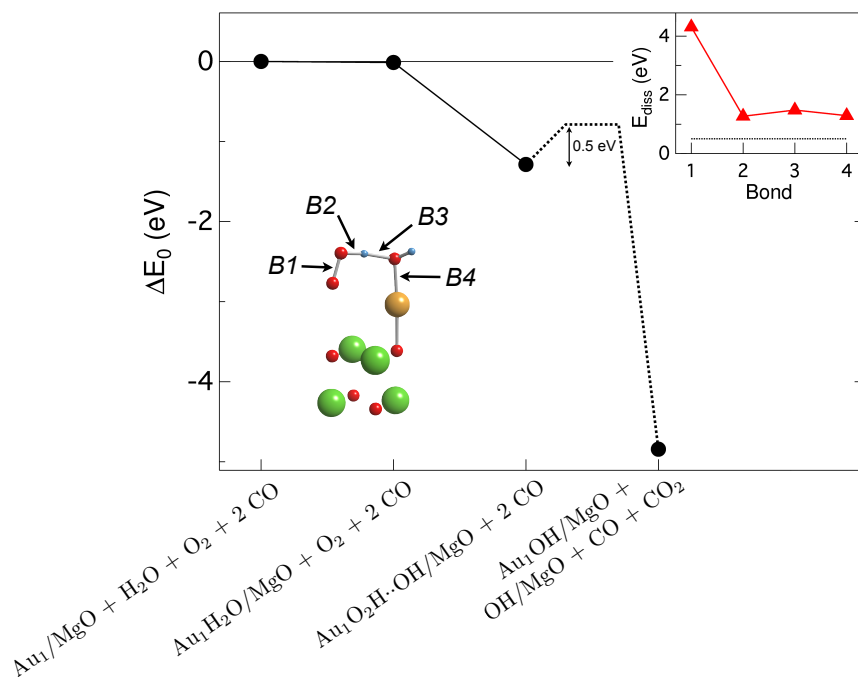 0
-2
-4
ΔE₀ (eV)
0.5 eV
B1
B2
B3
B4
4
2
0
E_diss (eV)
1 2 3 4
Bond
Au₁/MgO + H₂O + O₂ + 2 CO
Au₁H₂O/MgO + O₂ + 2 CO
Au₁O₂H··OH/MgO + 2 CO
Au₁OH/MgO +
OH/MgO + CO + CO₂